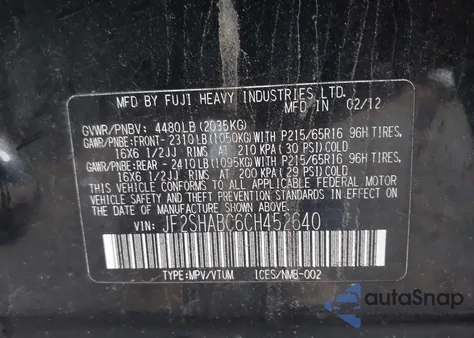 MFD BY FUJI HEAVY INDUSTRIES LTD. 02/12
GVWR/PNBV: 4480LB(2035KG)
GAWR/PNBE:FRONT- 2310LB(1050KG)WITH P215/65R16 96H TIRES,
16X6 1/2JJ RIMS AT 210 KPA (30 PSI)COLD
GAWR/PNBE:REAR - 2410LB(1095KG)WITH P215/65R16 96H TIRES,
16X6 1/2JJ RIMS AT 200 KPA (29 PSI)COLD
THIS VEHICLE CONFORMS TO ALL APPLICABLE FEDERAL MOTOR
VEHICLE SAFETY, BUMPER, AND THEFT PREVENTION STANDARDS
IN EFFECT ON THE DATE OF MANUFACTURE SHOWN ABOVE.
VIN: JF2SHABC6CH452640
TYPE:MPV/VTUM ICES/NMB-002
autoSnap